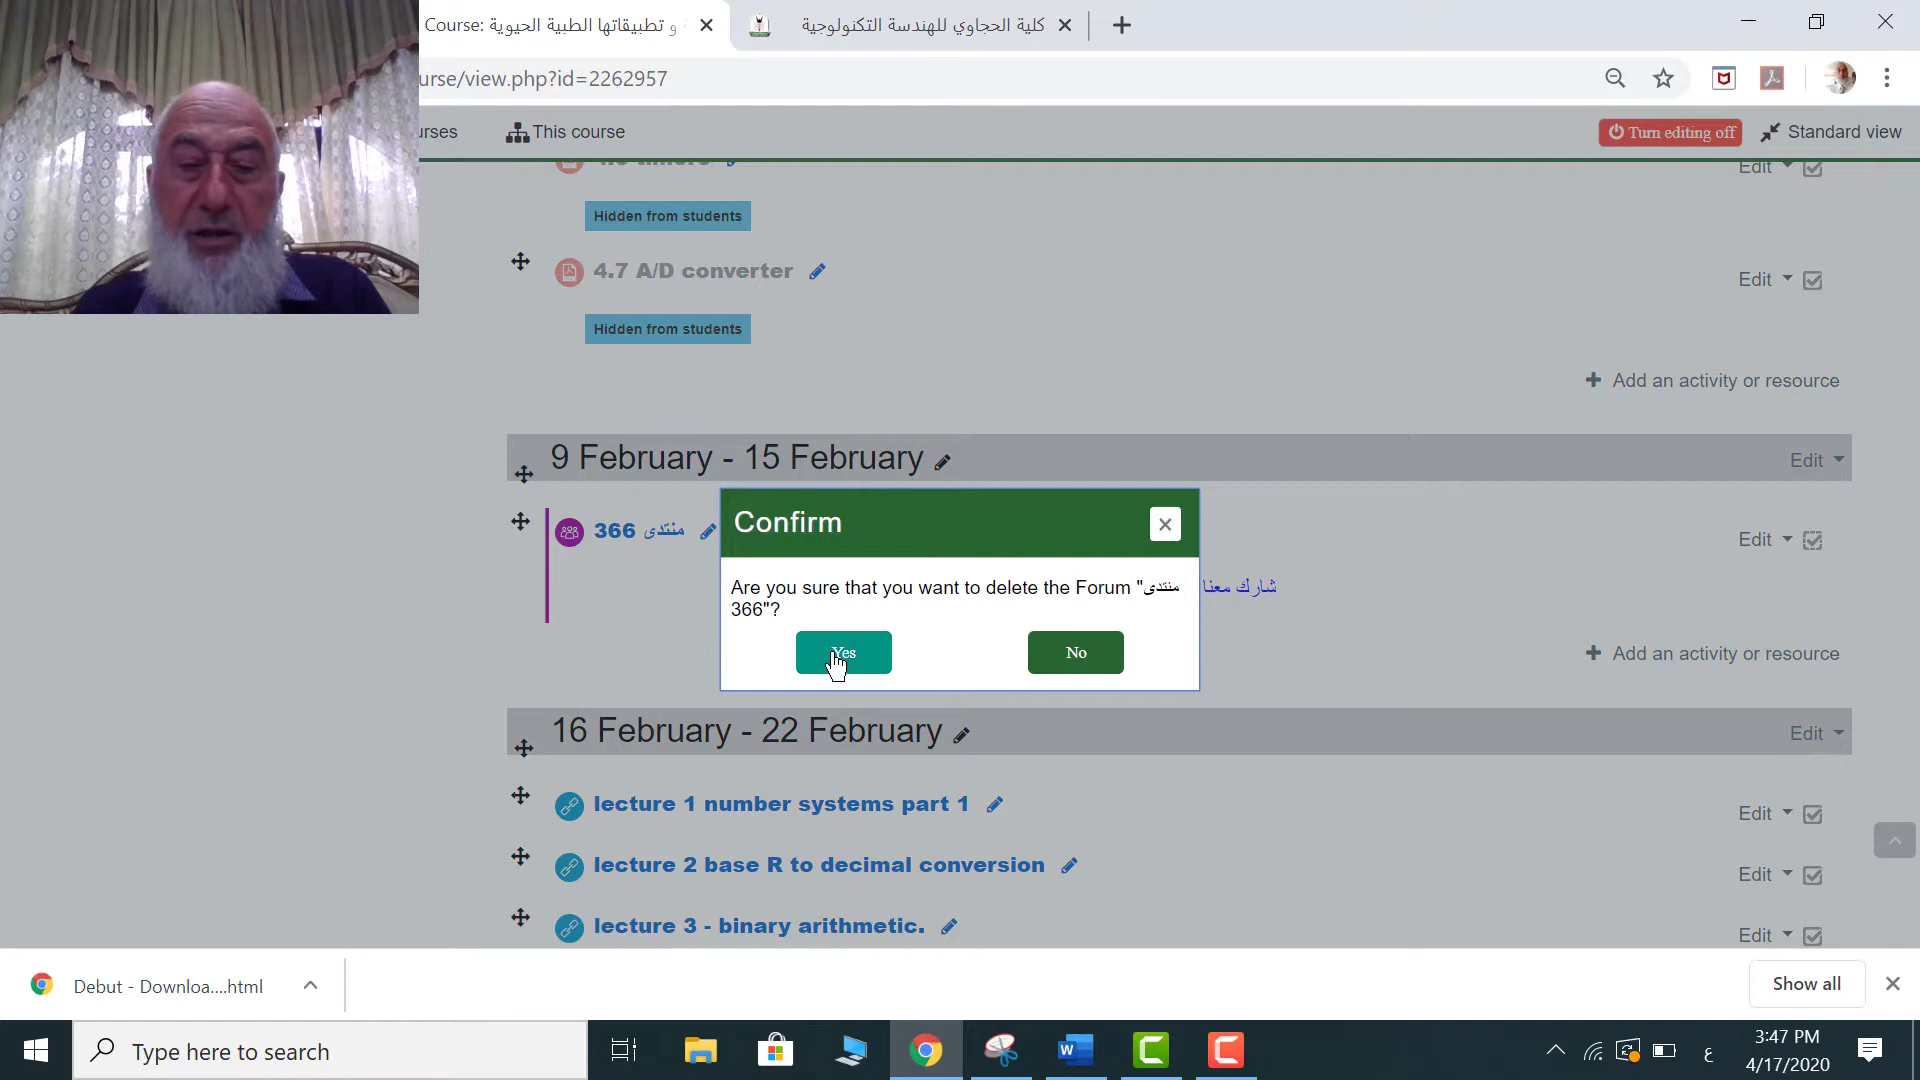 Course: و تطبيقاتها الطبية الحيوية
كلية الحجاوي للهندسة التكنولوجية
urse/view.php?id=2262957
urses
This course
Turn editing off
Standard view
Edit
Hidden from students
4.7 A/D converter
Edit
Hidden from students
Add an activity or resource
9 February - 15 February
Edit
منتدى 366
Edit
شارك معنا
Confirm
Are you sure that you want to delete the Forum "منتدى
366"?
Yes
No
Add an activity or resource
16 February - 22 February
Edit
lecture 1 number systems part 1
Edit
lecture 2 base R to decimal conversion
Edit
lecture 3 - binary arithmetic.
Edit
Debut - Downloa....html
Show all
Type here to search
ع
3:47 PM
4/17/2020